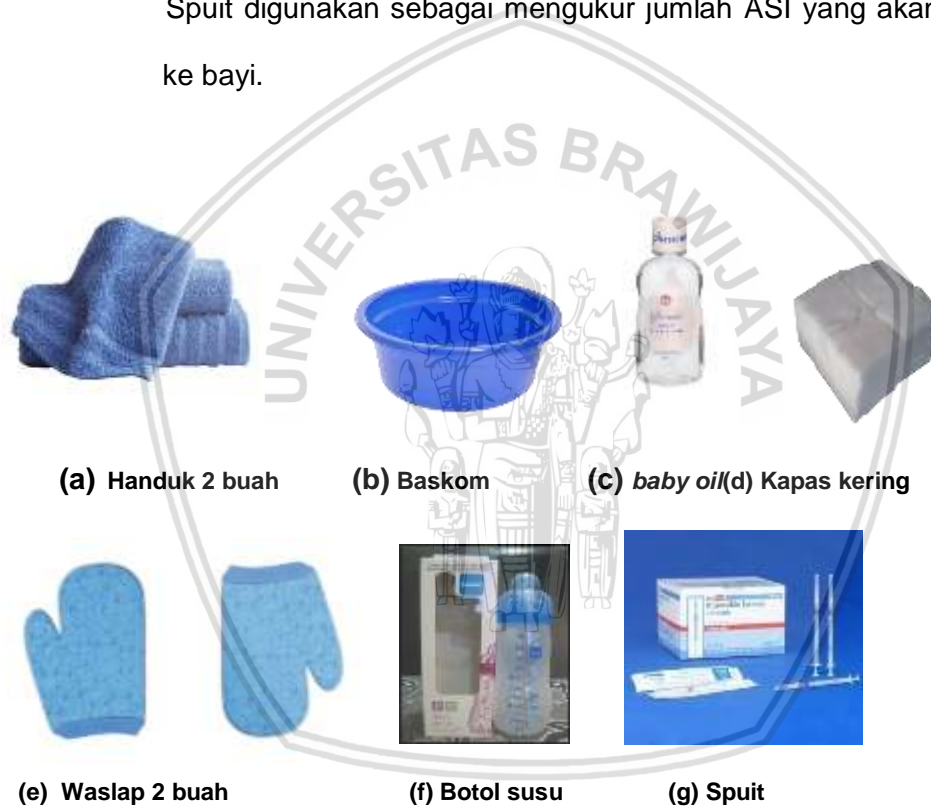 Spuit digunakan sebagai mengukur jumlah ASI yang akan
ke bayi.
UNIVERSITAS BRAWIJAYA
(a) Handuk 2 buah (b) Baskom (c) baby oil(d) Kapas kering
(e) Waslap 2 buah (f) Botol susu (g) Spuit